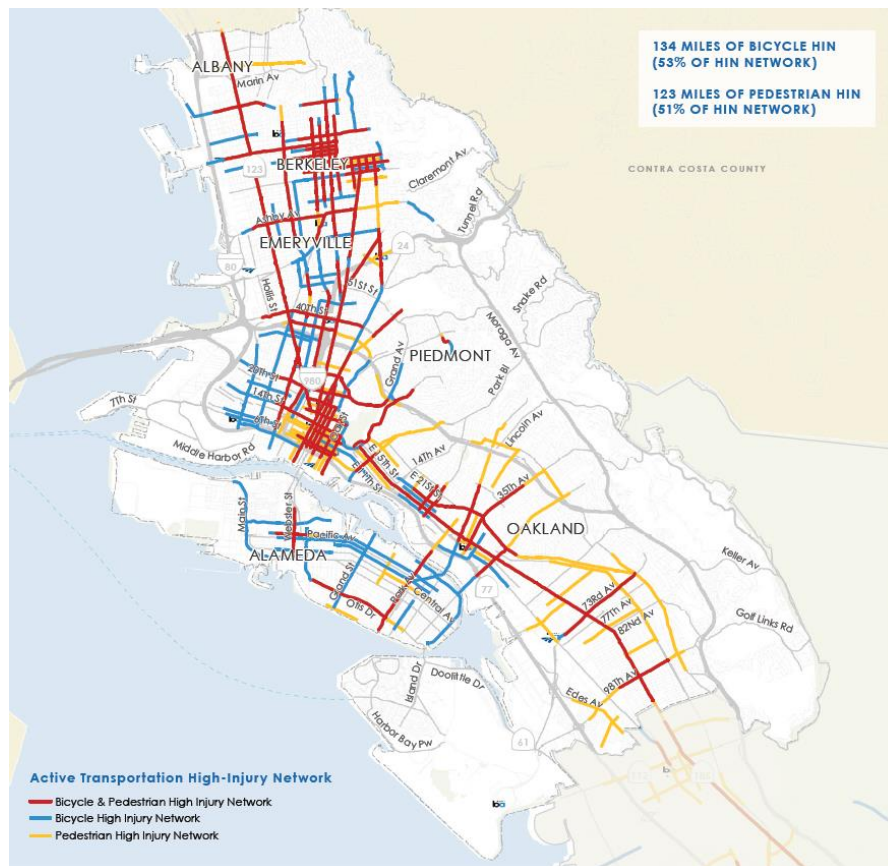 134 MILES OF BICYCLE HIN
(53% OF HIN NETWORK)
123 MILES OF PEDESTRIAN HIN
(51% OF HIN NETWORK)
ALBANY
Marin Av
CONTRA COSTA COUNTY
BERKELEY
123
Claremont Av
Tunnel Rd
Ashby Av
EMERYVILLE
24
80
Hollis St
51St St
Snake Rd
40Th St
Moraga Av
PIEDMONT
Grand Av
980
20Th St
Park Bl
7Th St
14Th St
6Th St
Lincoln Av
Middle Harbor Rd
E 15Th St
14Th Av
E 21St St
35Th Av
Main St
Webster St
OAKLAND
Pacific Av
ALAMEDA
Keller Av
Grand St
Park Av
77
73Rd Av
Otis Dr
Central Av
77Th Av
82Nd Av
Golf Links Rd
98Th Av
Doolittle Dr
Island Dr
Edes Av
Harbor Bay Pw
61
Active Transportation High-Injury Network
Bicycle & Pedestrian High Injury Network
Bicycle High Injury Network
Pedestrian High Injury Network